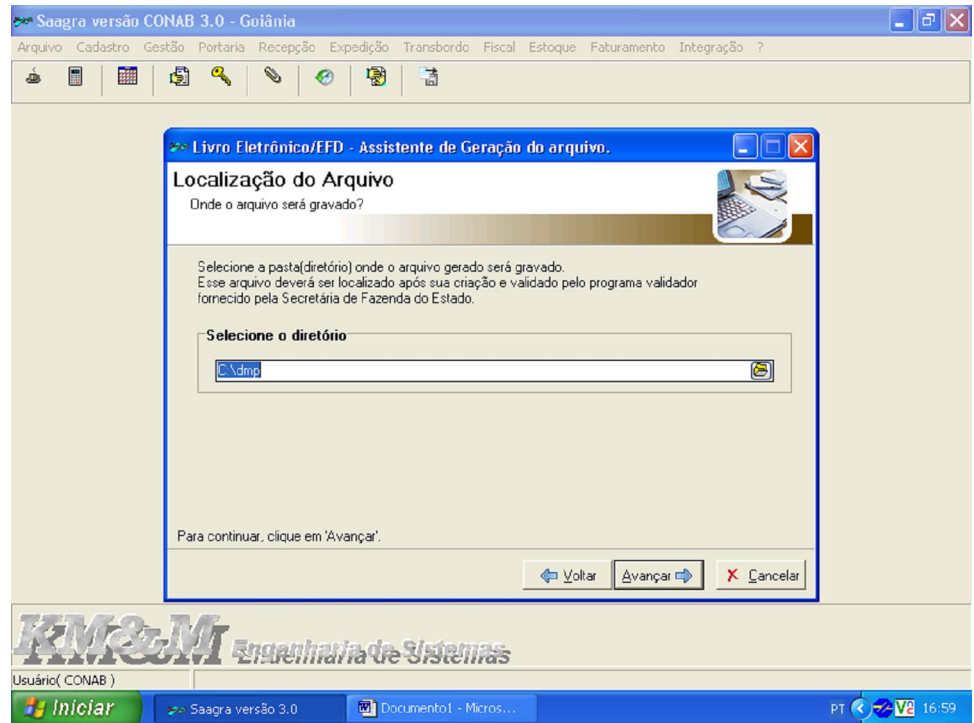 Saagra versão CONAB 3.0 - Goiânia
Arquivo Cadastro Gestão Portaria Recepção Expedição Transbordo Fiscal Estoque Faturamento Integração ?
Livro Eletrônico/EFD - Assistente de Geração do arquivo.
Localização do Arquivo
Onde o arquivo será gravado?
Selecione a pasta(diretório) onde o arquivo gerado será gravado.
Esse arquivo deverá ser localizado após sua criação e validado pelo programa validador
fornecido pela Secretária de Fazenda do Estado.
Selecione o diretório
C:\dmp
Para continuar, clique em 'Avançar'.
Voltar Avançar Cancelar
KM&M Engenharia de Sistemas
Usuário( CONAB )
Iniciar Saagra versão 3.0 Documento1 - Micros... PT 16:59